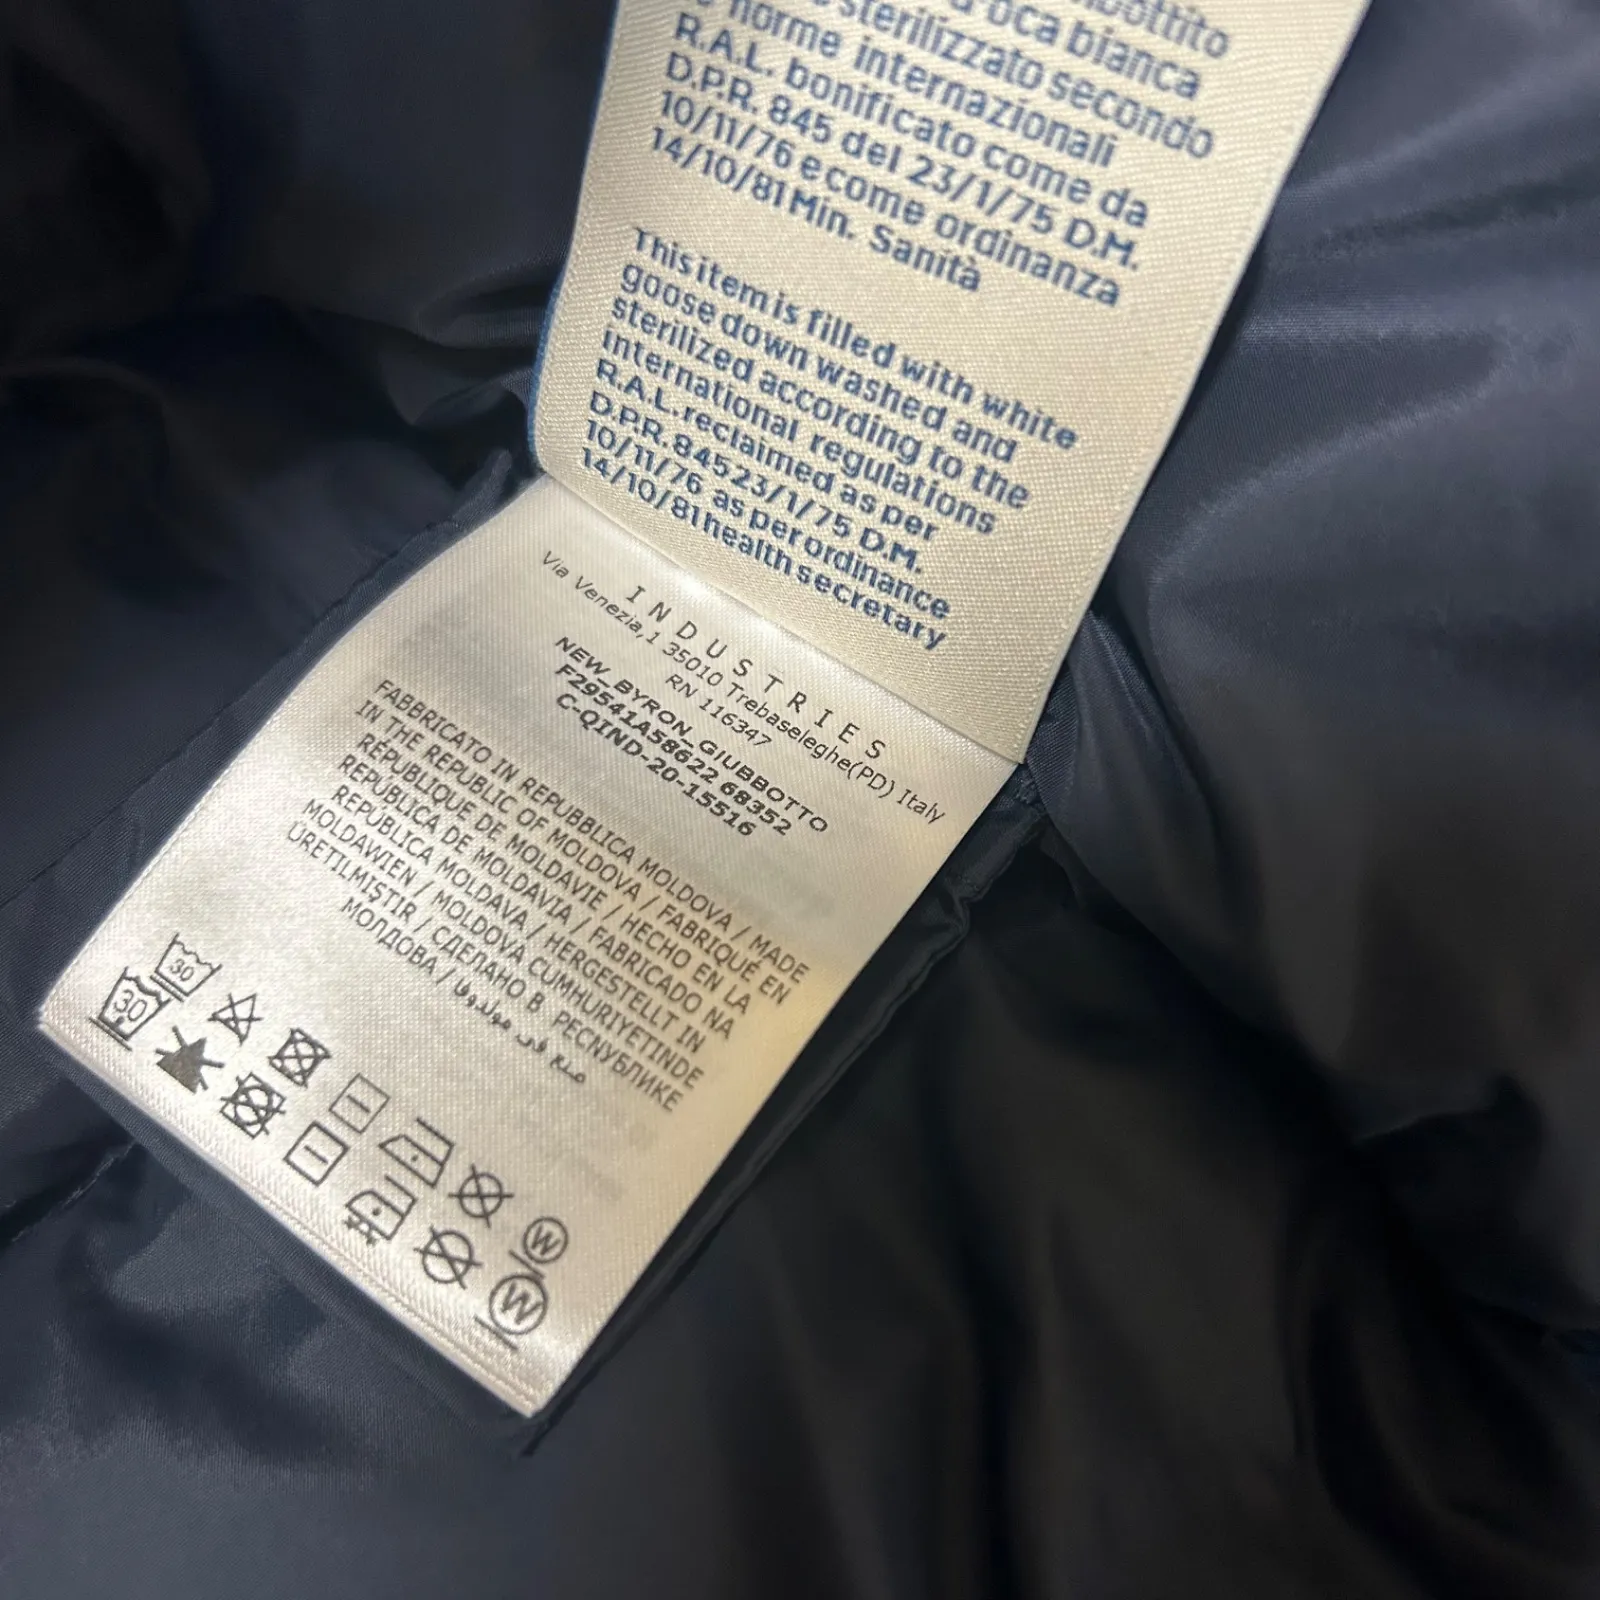 bottito
d'oca bianca
sterilizzato secondo
norme internazionali
R.A.L. bonificato come da
D.P.R. 845 del 23/1/75 D.M.
10/11/76 e come ordinanza
14/10/81 Min. Sanità
This item is filled with white
goose down washed and
sterilized according to the
international regulations
R.A.L. reclaimed as per
D.P.R. 845 23/1/75 D.M.
10/11/76 as per ordinance
14/10/81 health secretary
INDUSTRIES
Via Venezia,1 35010 Trebaseleghe(PD) Italy
RN 116347
NEW_BYRON_GIUBBOTTO
F29541A58622 68352
C-QIND-20-15516
FABBRICATO IN REPUBBLICA MOLDOVA / MADE
IN THE REPUBLIC OF MOLDOVA / FABRIQUÉ EN
RÉPUBLIQUE DE MOLDAVIE / HECHO EN LA
REPÚBLICA DE MOLDAVIA / FABRICADO NA
REPÚBLICA MOLDAVA / HERGESTELLT IN
MOLDAWIEN / MOLDOVA CUMHURIYETINDE
ÜRETILMIŞTIR / СДЕЛАНО В РЕСПУБЛИКЕ
МОЛДОВА / صنع في مولدوفا
30
30
W
W